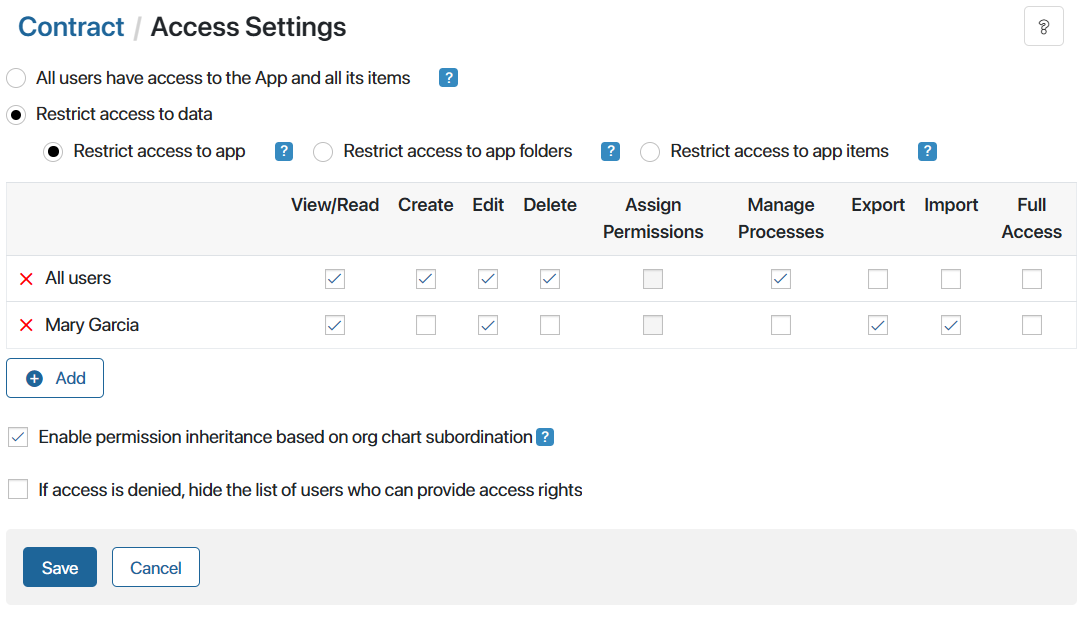 Contract / Access Settings
?
All users have access to the App and all its items ?
Restrict access to data
Restrict access to app ? Restrict access to app folders ? Restrict access to app items ?
View/Read Create Edit Delete Assign Permissions Manage Processes Export Import Full Access
All users
Mary Garcia
Add
Enable permission inheritance based on org chart subordination ?
If access is denied, hide the list of users who can provide access rights
Save Cancel